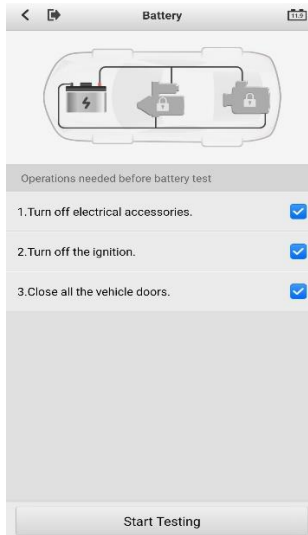 Battery
11.9
Operations needed before battery test
1.Turn off electrical accessories.
2.Turn off the ignition.
3.Close all the vehicle doors.
Start Testing